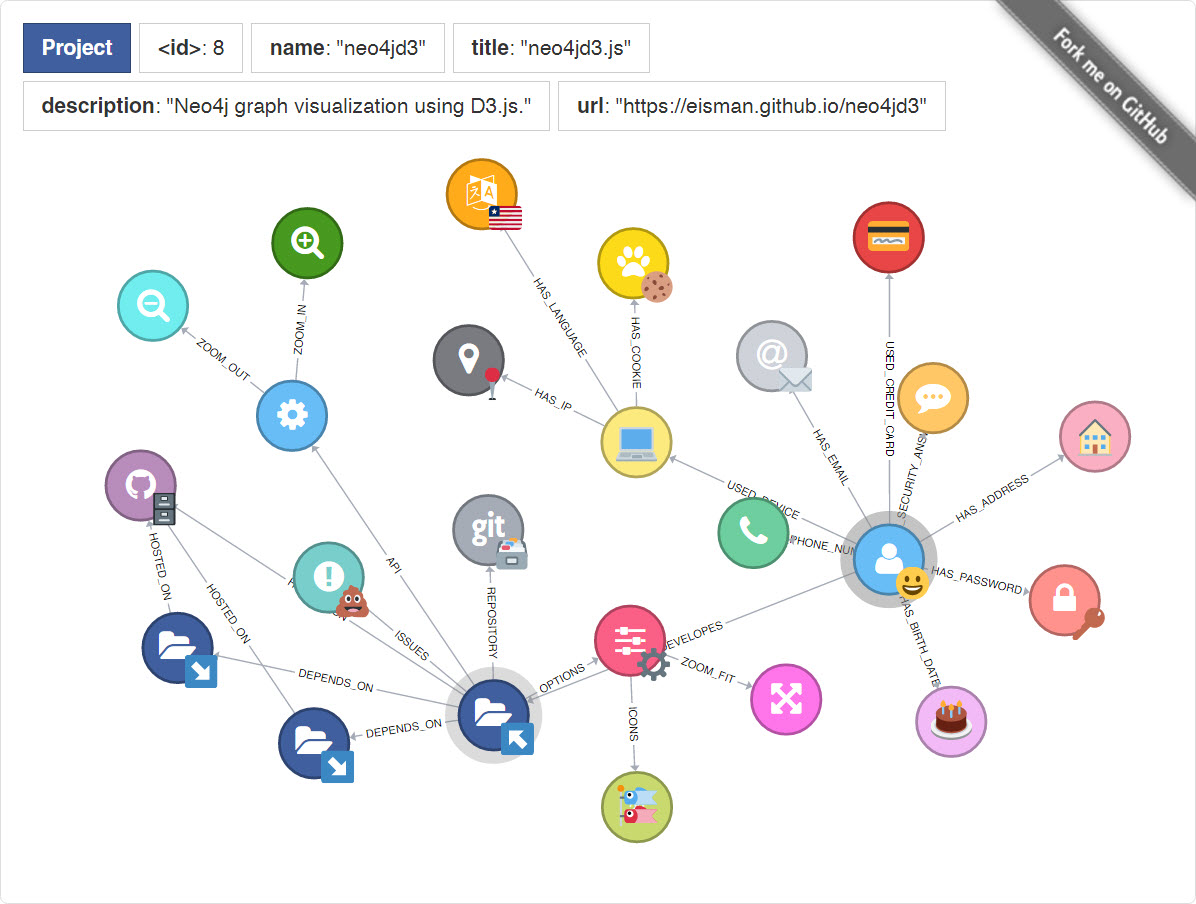 Project <id>: 8 name: "neo4jd3" title: "neo4jd3.js"
description: "Neo4j graph visualization using D3.js." url: "https://eisman.github.io/neo4jd3"
Fork me on GitHub
A
HAS_LANGUAGE
HAS_COOKIE
ZOOM_IN
ZOOM_OUT
@
USED_CREDIT_CARD
HAS_IP
HAS_EMAIL
SECURITY_ANS
HAS_ADDRESS
USED_DEVICE
git
PHONE_NUM
HOSTED_ON
API
HAS_PASSWORD
HOSTED_ON
REPOSITORY
ISSUES
HAS_BIRTH_DATE
DEVELOPES
OPTIONS
ZOOM_FIT
DEPENDS_ON
DEPENDS_ON
ICONS